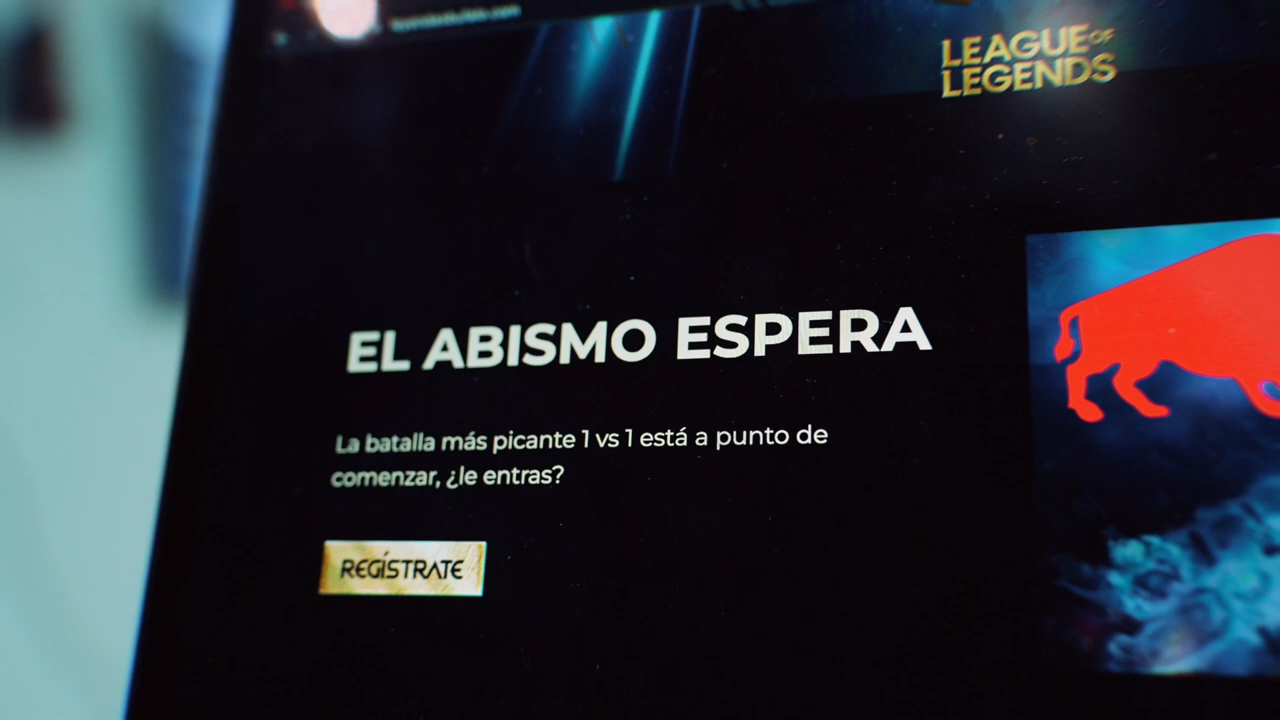 LEAGUE OF
LEGENDS
EL ABISMO ESPERA
La batalla más picante 1 vs 1 está a punto de
comenzar, ¿le entras?
REGÍSTRATE